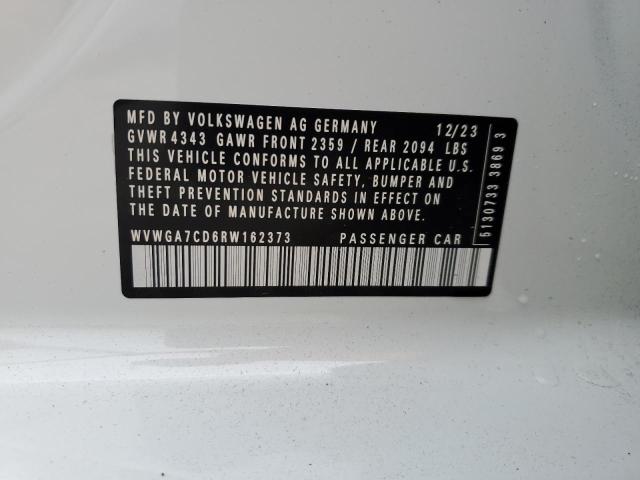 MFD BY VOLKSWAGEN AG GERMANY 12/23
GVWR 4343 GAWR FRONT 2359 / REAR 2094 LBS
THIS VEHICLE CONFORMS TO ALL APPLICABLE U.S.
FEDERAL MOTOR VEHICLE SAFETY, BUMPER AND
THEFT PREVENTION STANDARDS IN EFFECT ON
THE DATE OF MANUFACTURE SHOWN ABOVE.
WVWGA7CD6RW162373 PASSENGER CAR
6130733 3869 3